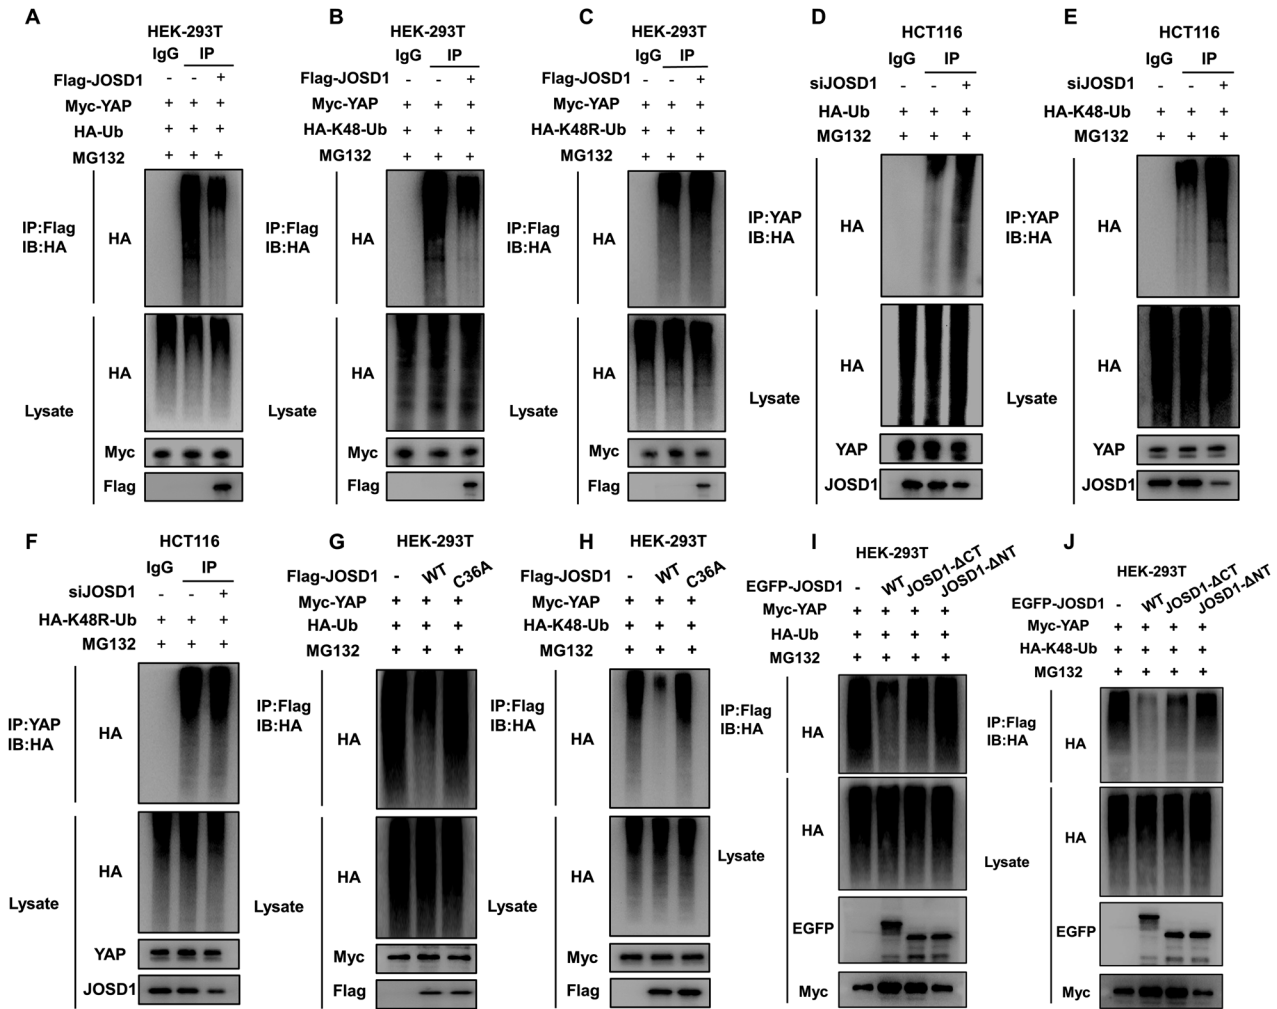 A
HEK-293T
IgG IP
Flag-JOSD1 - - +
Myc-YAP + + +
HA-Ub + + +
MG132 + + +
IP:Flag
IB:HA
HA
HA
Lysate
Myc
Flag
B
HEK-293T
IgG IP
Flag-JOSD1 - - +
Myc-YAP + + +
HA-K48-Ub + + +
MG132 + + +
IP:Flag
IB:HA
HA
HA
Lysate
Myc
Flag
C
HEK-293T
IgG IP
Flag-JOSD1 - - +
Myc-YAP + + +
HA-K48R-Ub + + +
MG132 + + +
IP:Flag
IB:HA
HA
HA
Lysate
Myc
Flag
D
HCT116
IgG IP
siJOSD1 - - +
HA-Ub + + +
MG132 + + +
IP:YAP
IB:HA
HA
HA
Lysate
YAP
JOSD1
E
HCT116
IgG IP
siJOSD1 - - +
HA-K48-Ub + + +
MG132 + + +
IP:YAP
IB:HA
HA
HA
Lysate
YAP
JOSD1
F
HCT116
IgG IP
siJOSD1 - - +
HA-K48R-Ub + + +
MG132 + + +
IP:YAP
IB:HA
HA
HA
Lysate
YAP
JOSD1
G
HEK-293T
Flag-JOSD1 - WT C36A
Myc-YAP + + +
HA-Ub + + +
MG132 + + +
IP:Flag
IB:HA
HA
HA
Lysate
Myc
Flag
H
HEK-293T
Flag-JOSD1 - WT C36A
Myc-YAP + + +
HA-K48-Ub + + +
MG132 + + +
IP:Flag
IB:HA
HA
HA
Lysate
Myc
Flag
I
HEK-293T
EGFP-JOSD1 - WT JOSD1-ΔCT JOSD1-ΔNT
Myc-YAP + + + +
HA-Ub + + + +
MG132 + + + +
IP:Flag
IB:HA
HA
HA
Lysate
EGFP
Myc
J
HEK-293T
EGFP-JOSD1 - WT JOSD1-ΔCT JOSD1-ΔNT
Myc-YAP + + + +
HA-K48-Ub + + + +
MG132 + + + +
IP:Flag
IB:HA
HA
HA
Lysate
EGFP
Myc